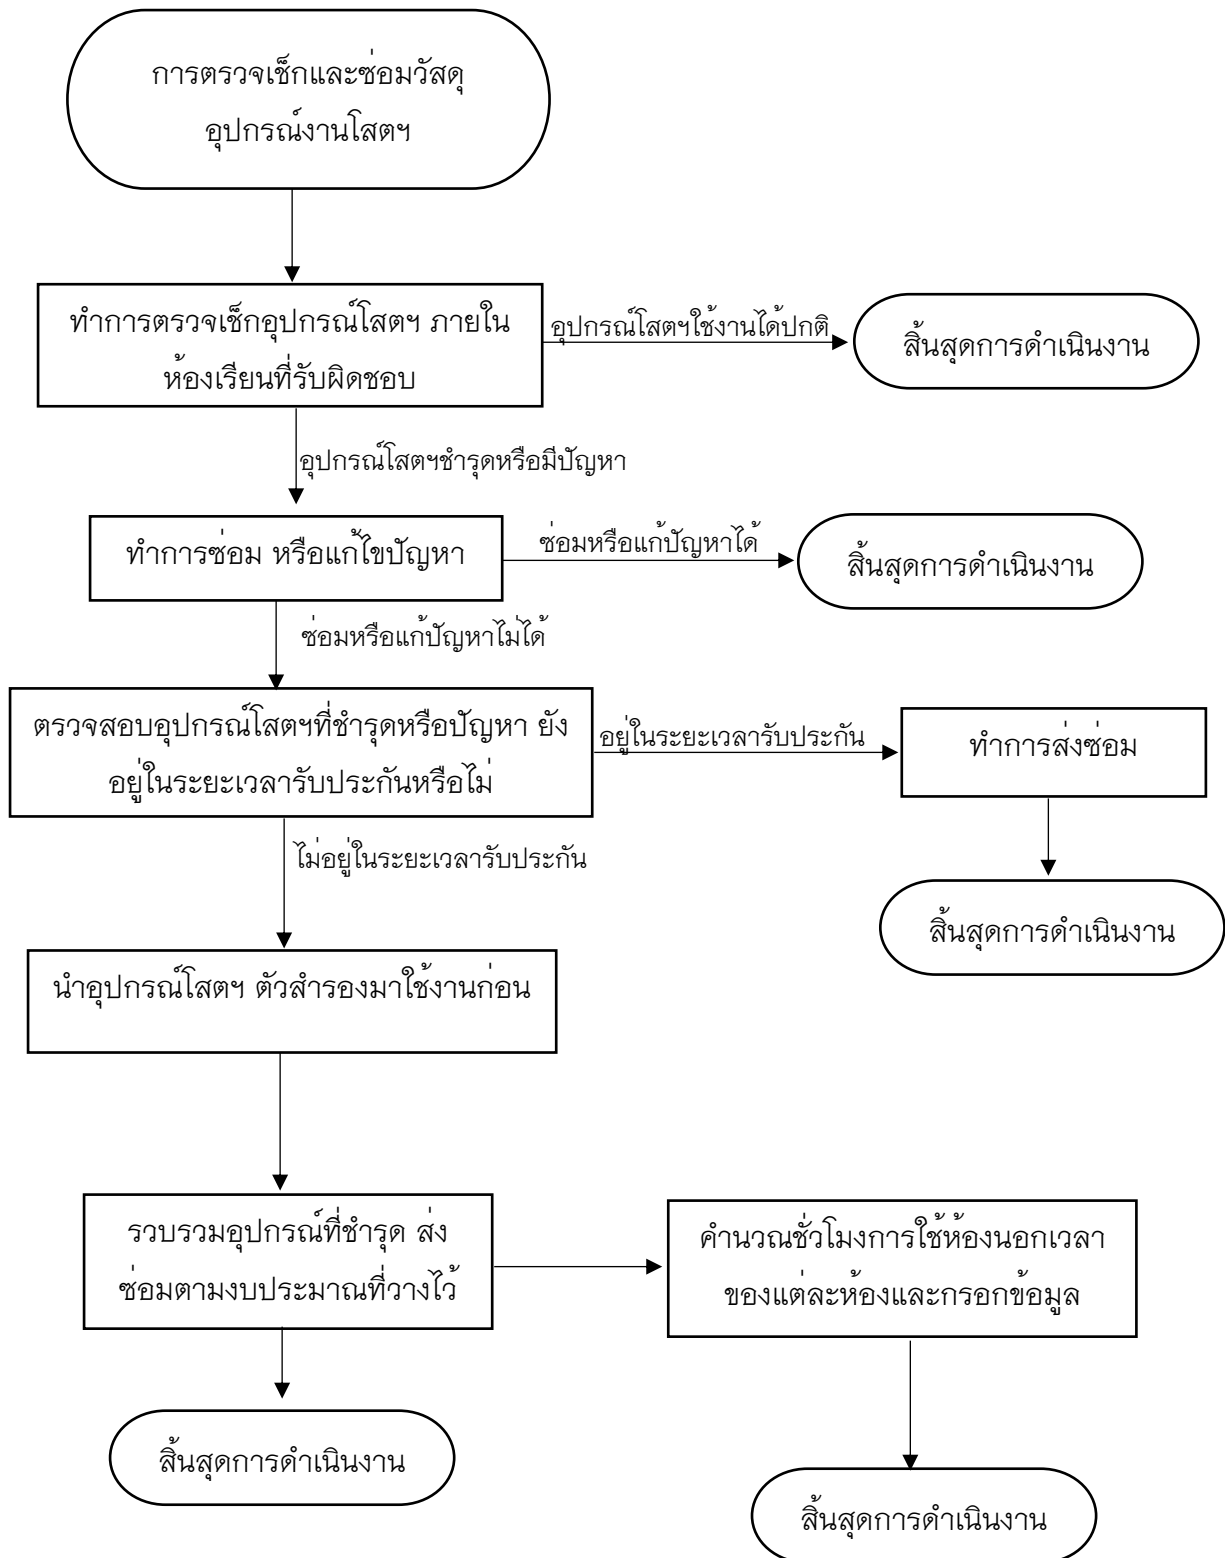 การตรวจเช็กและซ่อมวัสดุ
อุปกรณ์งานโสตฯ
ทำการตรวจเช็กอุปกรณ์โสตฯ ภายใน
ห้องเรียนที่รับผิดชอบ
อุปกรณ์โสตฯใช้งานได้ปกติ
สิ้นสุดการดำเนินงาน
อุปกรณ์โสตฯชำรุดหรือมีปัญหา
ทำการซ่อม หรือแก้ไขปัญหา
ซ่อมหรือแก้ปัญหาได้
สิ้นสุดการดำเนินงาน
ซ่อมหรือแก้ปัญหาไม่ได้
ตรวจสอบอุปกรณ์โสตฯที่ชำรุดหรือปัญหา ยัง
อยู่ในระยะเวลารับประกันหรือไม่
อยู่ในระยะเวลารับประกัน
ทำการส่งซ่อม
สิ้นสุดการดำเนินงาน
ไม่อยู่ในระยะเวลารับประกัน
นำอุปกรณ์โสตฯ ตัวสำรองมาใช้งานก่อน
รวบรวมอุปกรณ์ที่ชำรุด ส่ง
ซ่อมตามงบประมาณที่วางไว้
คำนวณชั่วโมงการใช้ห้องนอกเวลา
ของแต่ละห้องและกรอกข้อมูล
สิ้นสุดการดำเนินงาน
สิ้นสุดการดำเนินงาน